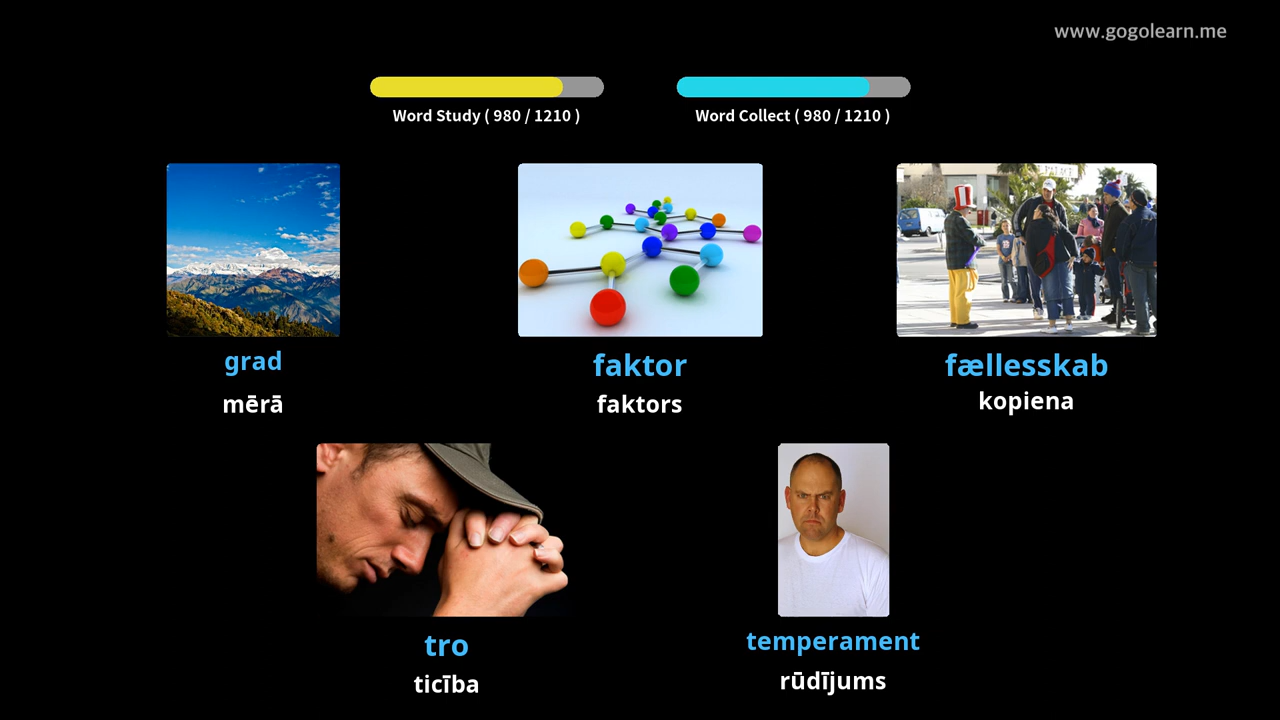 www.gogolearn.me
Word Study ( 980 / 1210 )
Word Collect ( 980 / 1210 )
grad
mērā
faktor
faktors
fællesskab
kopiena
tro
ticība
temperament
rūdījums